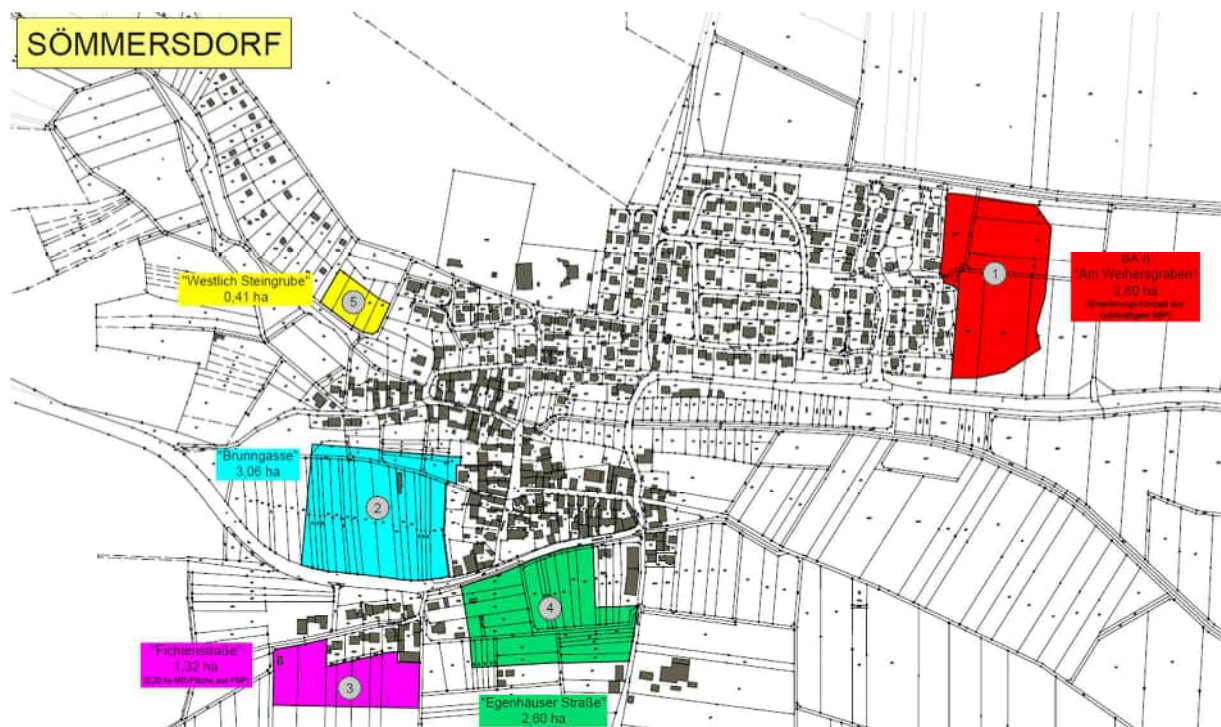 SÖMMERSDORF
BA II
"Am Weihersgraben"
2,60 ha
1
"Westlich Steingrube"
0,41 ha
5
"Brunngasse"
3,06 ha
2
4
"Fichtenstraße"
1,32 ha
3
"Egenhäuser Straße"
2,60 ha